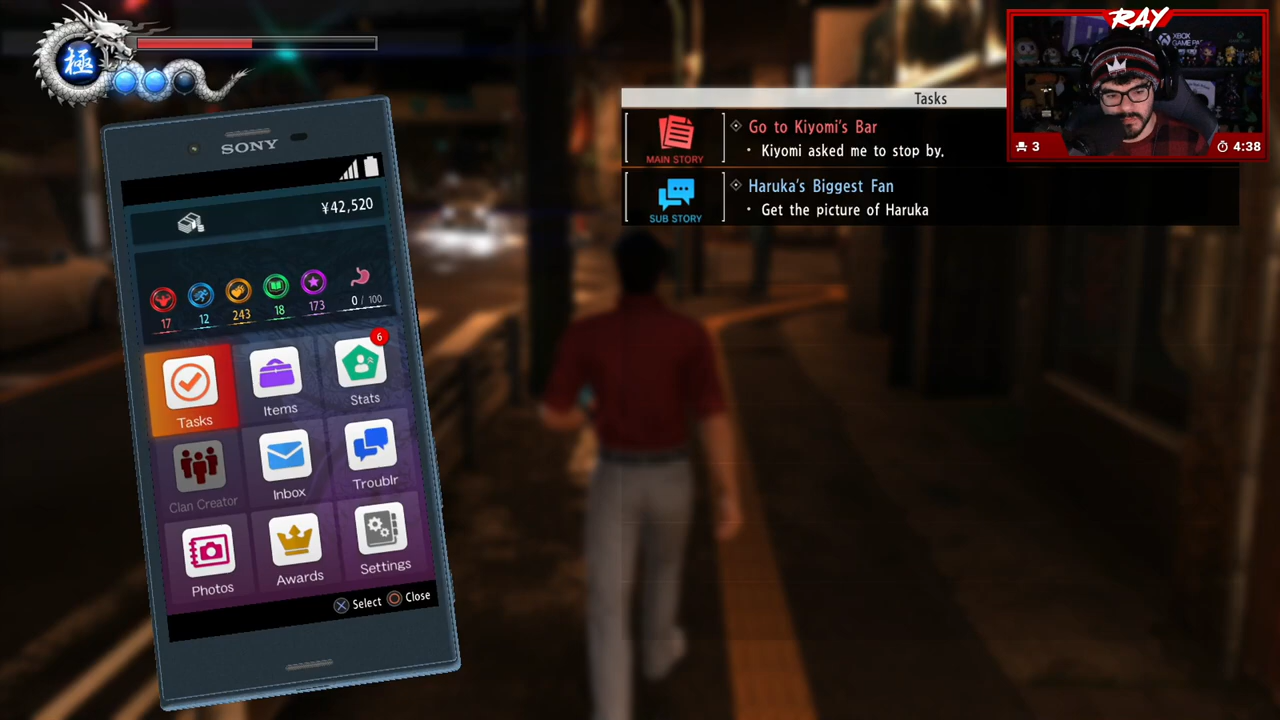 極
RAY
XBOX
GAME PA
3
4:38
Tasks
MAIN STORY
Go to Kiyomi's Bar
Kiyomi asked me to stop by.
SUB STORY
Haruka's Biggest Fan
Get the picture of Haruka
SONY
¥42,520
17
12
243
18
173
0 / 100
6
Tasks
Items
Stats
Clan Creator
Inbox
Troublr
Photos
Awards
Settings
Select
Close